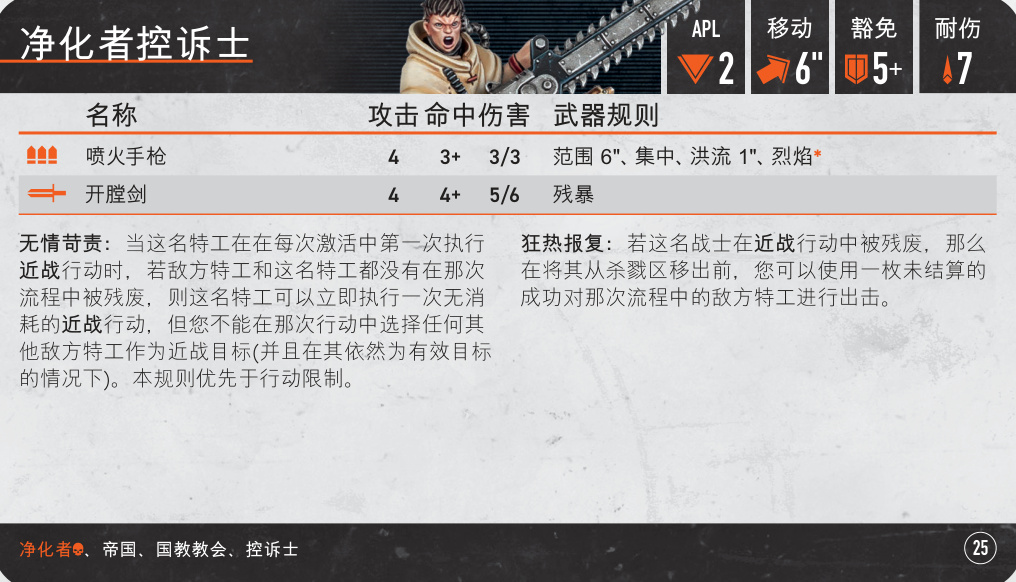 净化者控诉士
APL 移动 豁免 耐伤
2 6" 5+ 7
名称 攻击 命中 伤害 武器规则
喷火手枪 4 3+ 3/3 范围 6"、集中、洪流 1"、烈焰*
开膛剑 4 4+ 5/6 残暴
无情苛责：当这名特工在在每次激活中第一次执行
近战行动时，若敌方特工和这名特工都没有在那次
流程中被残废，则这名特工可以立即执行一次无消
耗的近战行动，但您不能在那次行动中选择任何其
他敌方特工作为近战目标(并且在其依然为有效目标
的情况下)。本规则优先于行动限制。
狂热报复：若这名战士在近战行动中被残废，那么
在将其从杀戮区移出前，您可以使用一枚未结算的
成功对那次流程中的敌方特工进行出击。
净化者、帝国、国教教会、控诉士
25